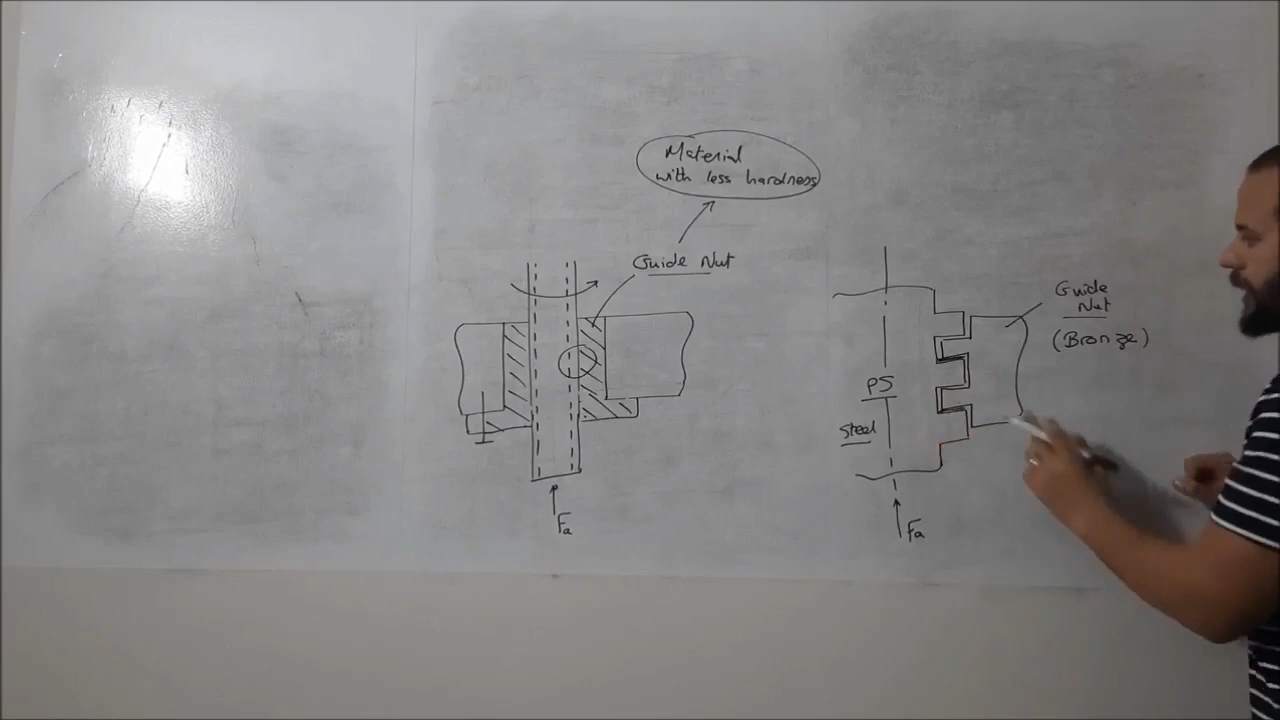 Material
with less hardness
Guide Nut
Fa
Guide
Nut
(Bronze)
PS
Steel
Fa